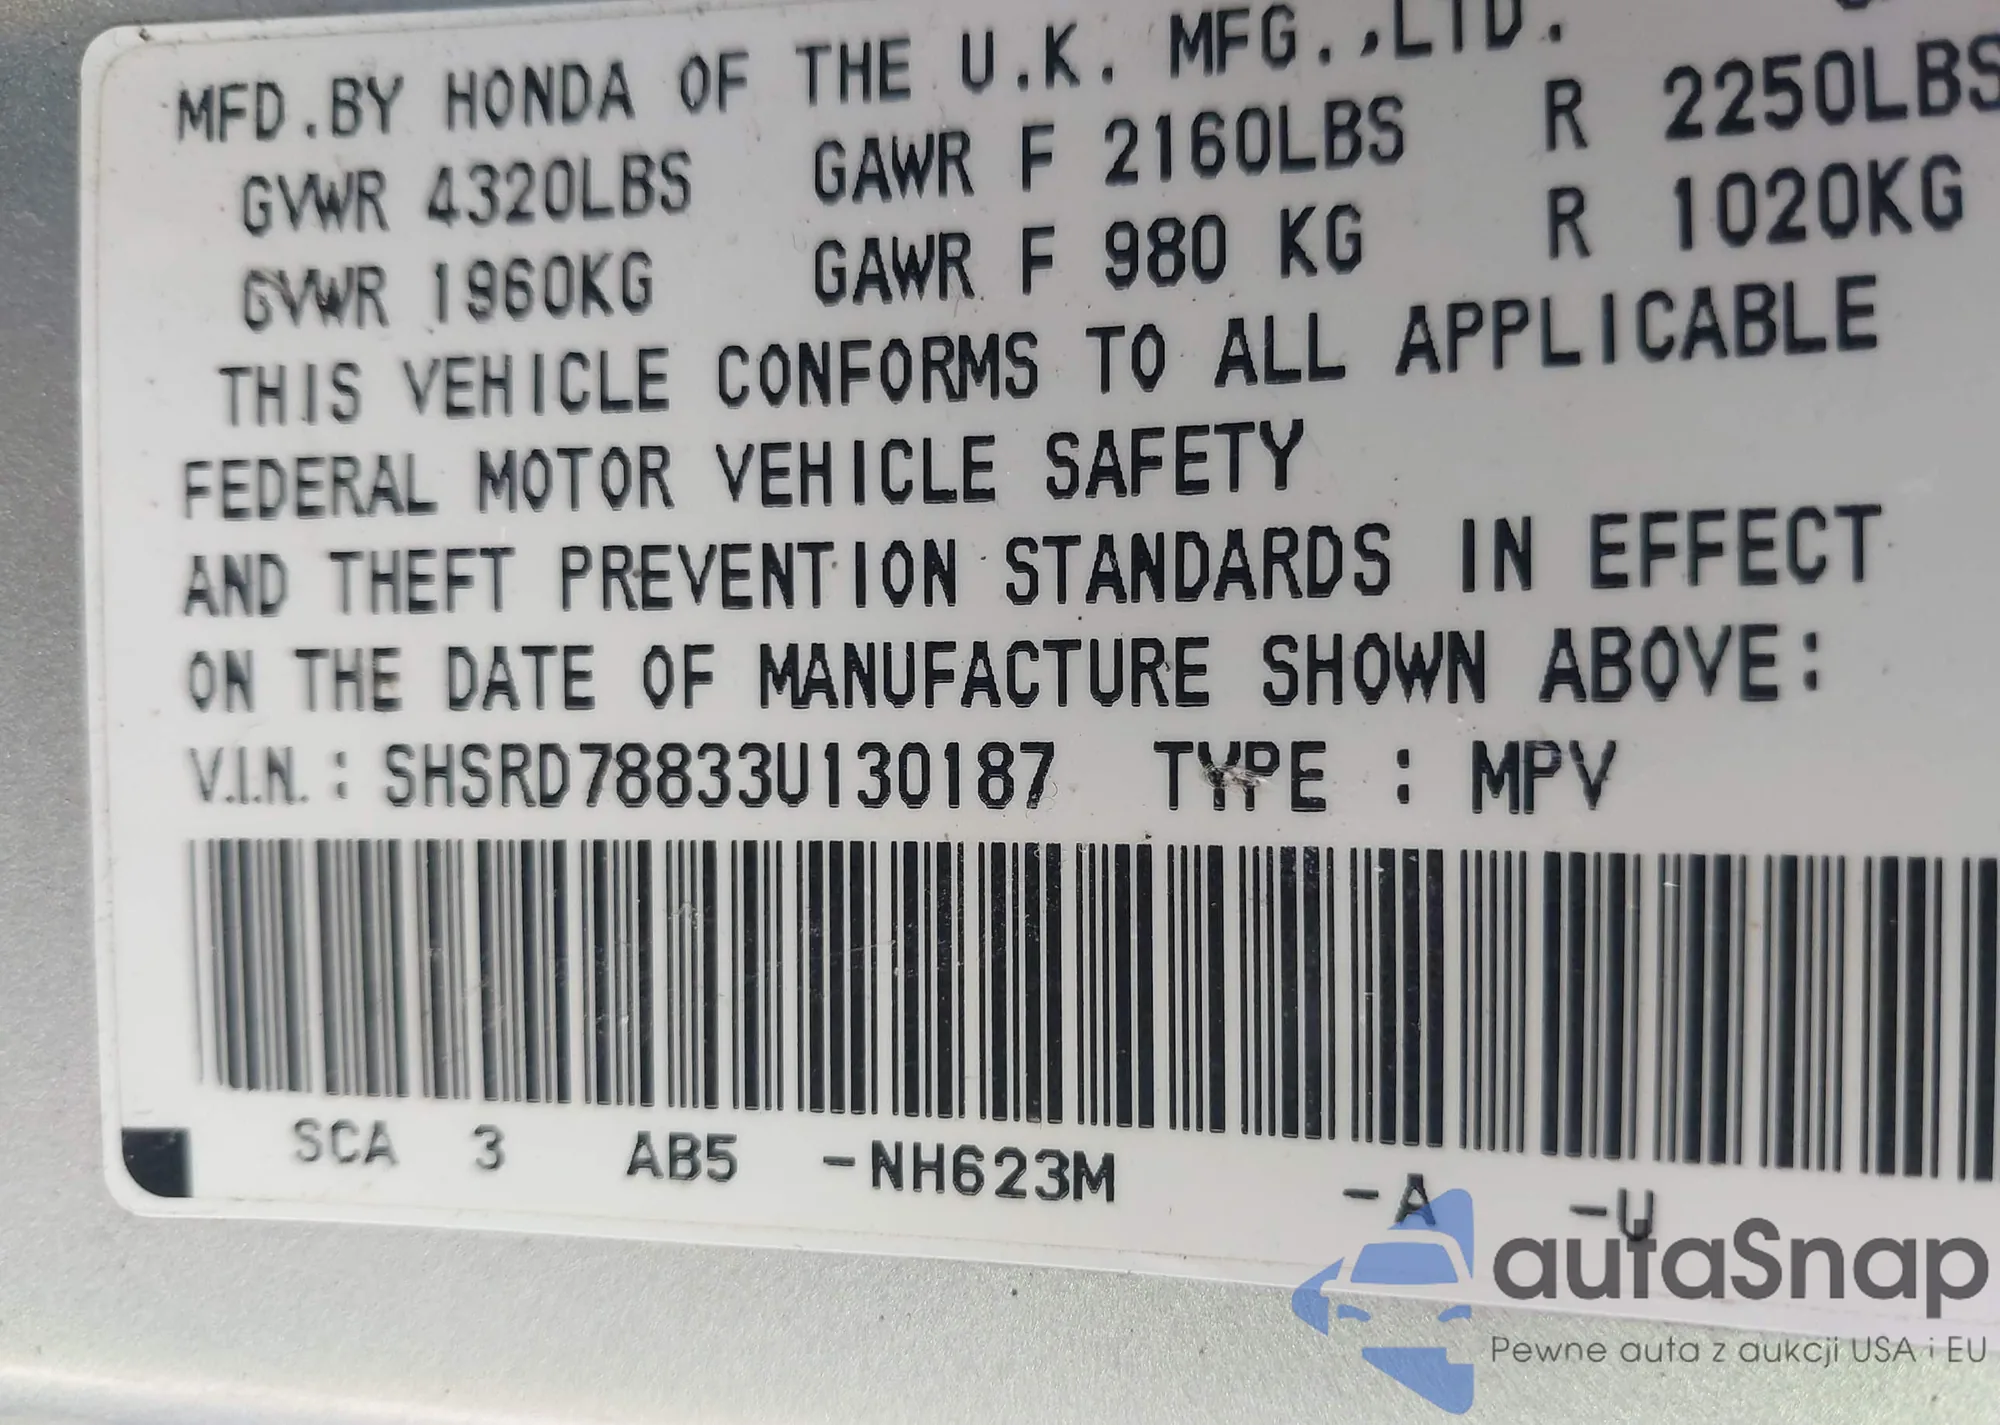 MFD.BY HONDA OF THE U.K. MFG.,LTD.
GVWR 4320LBS GAWR F 2160LBS R 2250LBS
GVWR 1960KG GAWR F 980 KG R 1020KG
THIS VEHICLE CONFORMS TO ALL APPLICABLE
FEDERAL MOTOR VEHICLE SAFETY
AND THEFT PREVENTION STANDARDS IN EFFECT
ON THE DATE OF MANUFACTURE SHOWN ABOVE:
V.I.N.: SHSRD78833U130187 TYPE : MPV
SCA 3 AB5 -NH623M -A -U
autaSnap
Pewne auta z aukcji USA i EU